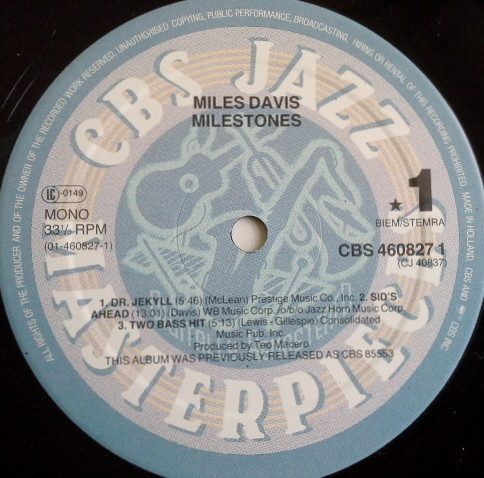 ALL RIGHTS OF THE PRODUCER AND OF THE OWNER OF THE RECORDED WORK RESERVED. UNAUTHORISED COPYING, PUBLIC PERFORMANCE, BROADCASTING, HIRING OR RENTAL OF THIS RECORDING PROHIBITED. MADE IN HOLLAND.
CBS AND ℗ CBS INC.
CBS JAZZ
MILES DAVIS
MILESTONES
IC -0149
MONO
33⅓ RPM
(01-460827-1)
★ 1
BIEM/STEMRA
CBS 460827 1
(CJ 40837)
1. DR. JEKYLL (5:46) (McLean) Prestige Music Co., Inc. 2. SID'S
AHEAD (13:01) (Davis) WB Music Corp. o/b/o Jazz Horn Music Corp.
3. TWO BASS HIT (5:13) (Lewis - Gillespie) Consolidated
Music Pub. Inc.
Produced by Teo Macero
THIS ALBUM WAS PREVIOUSLY RELEASED AS CBS 85553
MASTERPIECES